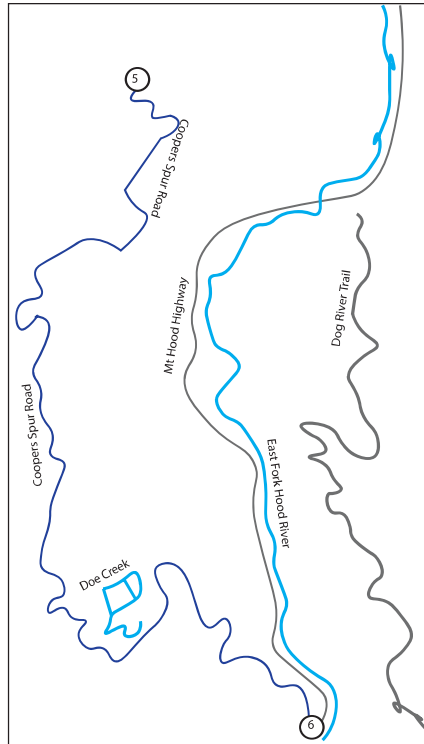 5
Coopers Spur Road
Dog River Trail
Mt Hood Highway
Coopers Spur Road
East Fork Hood River
Doe Creek
6